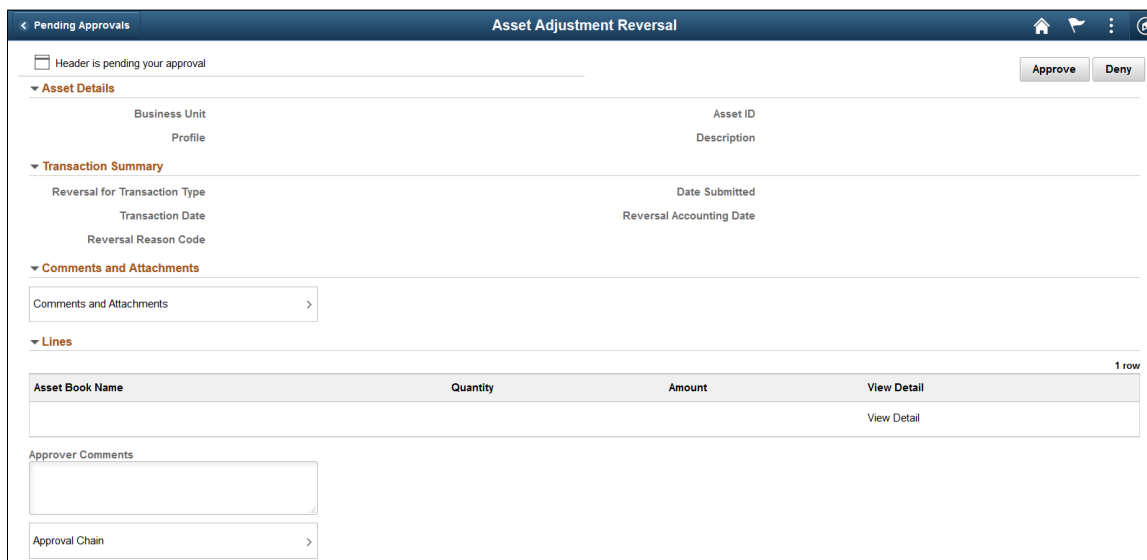 Pending Approvals
Asset Adjustment Reversal
Header is pending your approval
Approve Deny
Asset Details
Business Unit Asset ID
Profile Description
Transaction Summary
Reversal for Transaction Type Date Submitted
Transaction Date Reversal Accounting Date
Reversal Reason Code
Comments and Attachments
Comments and Attachments
Lines
1 row
Asset Book Name Quantity Amount View Detail
View Detail
Approver Comments
Approval Chain